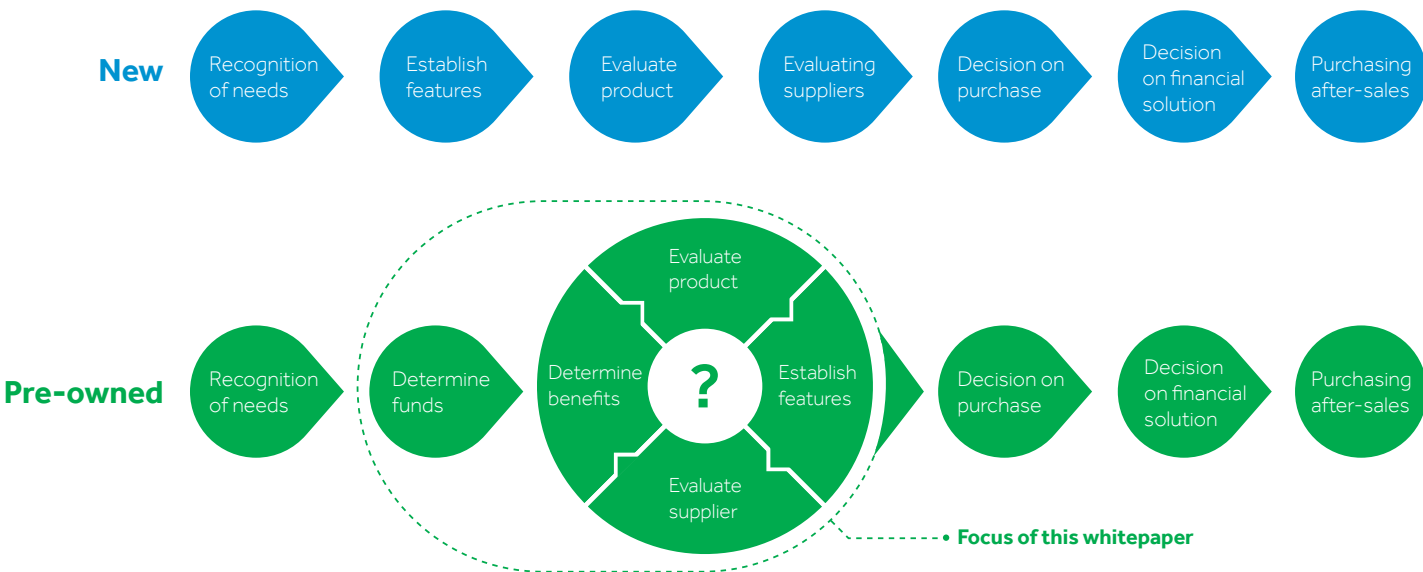 New
Recognition
of needs
Establish
features
Evaluate
product
Evaluating
suppliers
Decision on
purchase
Decision
on financial
solution
Purchasing
after-sales
Pre-owned
Recognition
of needs
Determine
funds
Evaluate
product
Determine
benefits
?
Establish
features
Evaluate
supplier
Decision on
purchase
Decision
on financial
solution
Purchasing
after-sales
• Focus of this whitepaper